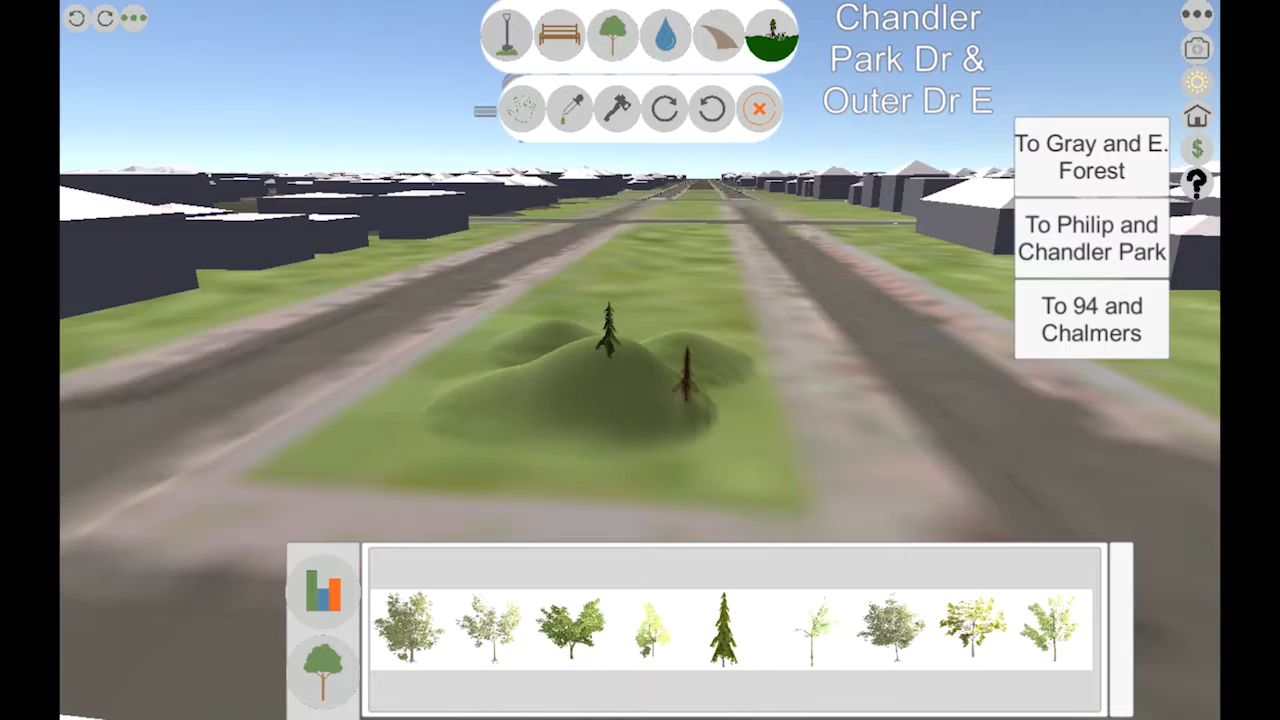 Chandler
Park Dr &
Outer Dr E
To Gray and E.
Forest
To Philip and
Chandler Park
To 94 and
Chalmers
$
?